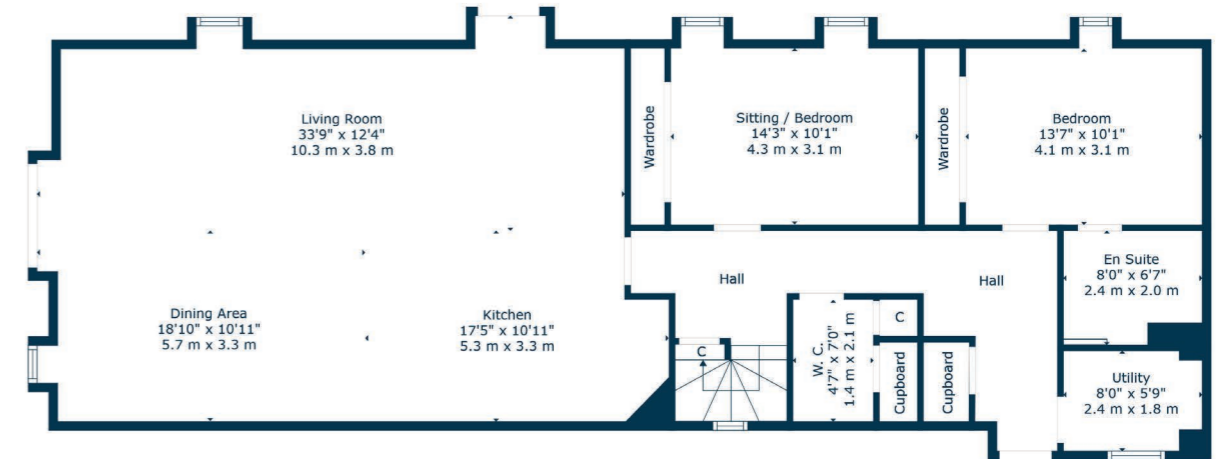 Living Room
33'9" x 12'4"
10.3 m x 3.8 m
Wardrobe
Sitting / Bedroom
14'3" x 10'1"
4.3 m x 3.1 m
Wardrobe
Bedroom
13'7" x 10'1"
4.1 m x 3.1 m
Dining Area
18'10" x 10'11"
5.7 m x 3.3 m
Kitchen
17'5" x 10'11"
5.3 m x 3.3 m
Hall
Hall
En Suite
8'0" x 6'7"
2.4 m x 2.0 m
C
W. C.
4'7" x 7'0"
1.4 m x 2.1 m
C
Cupboard
Cupboard
Utility
8'0" x 5'9"
2.4 m x 1.8 m